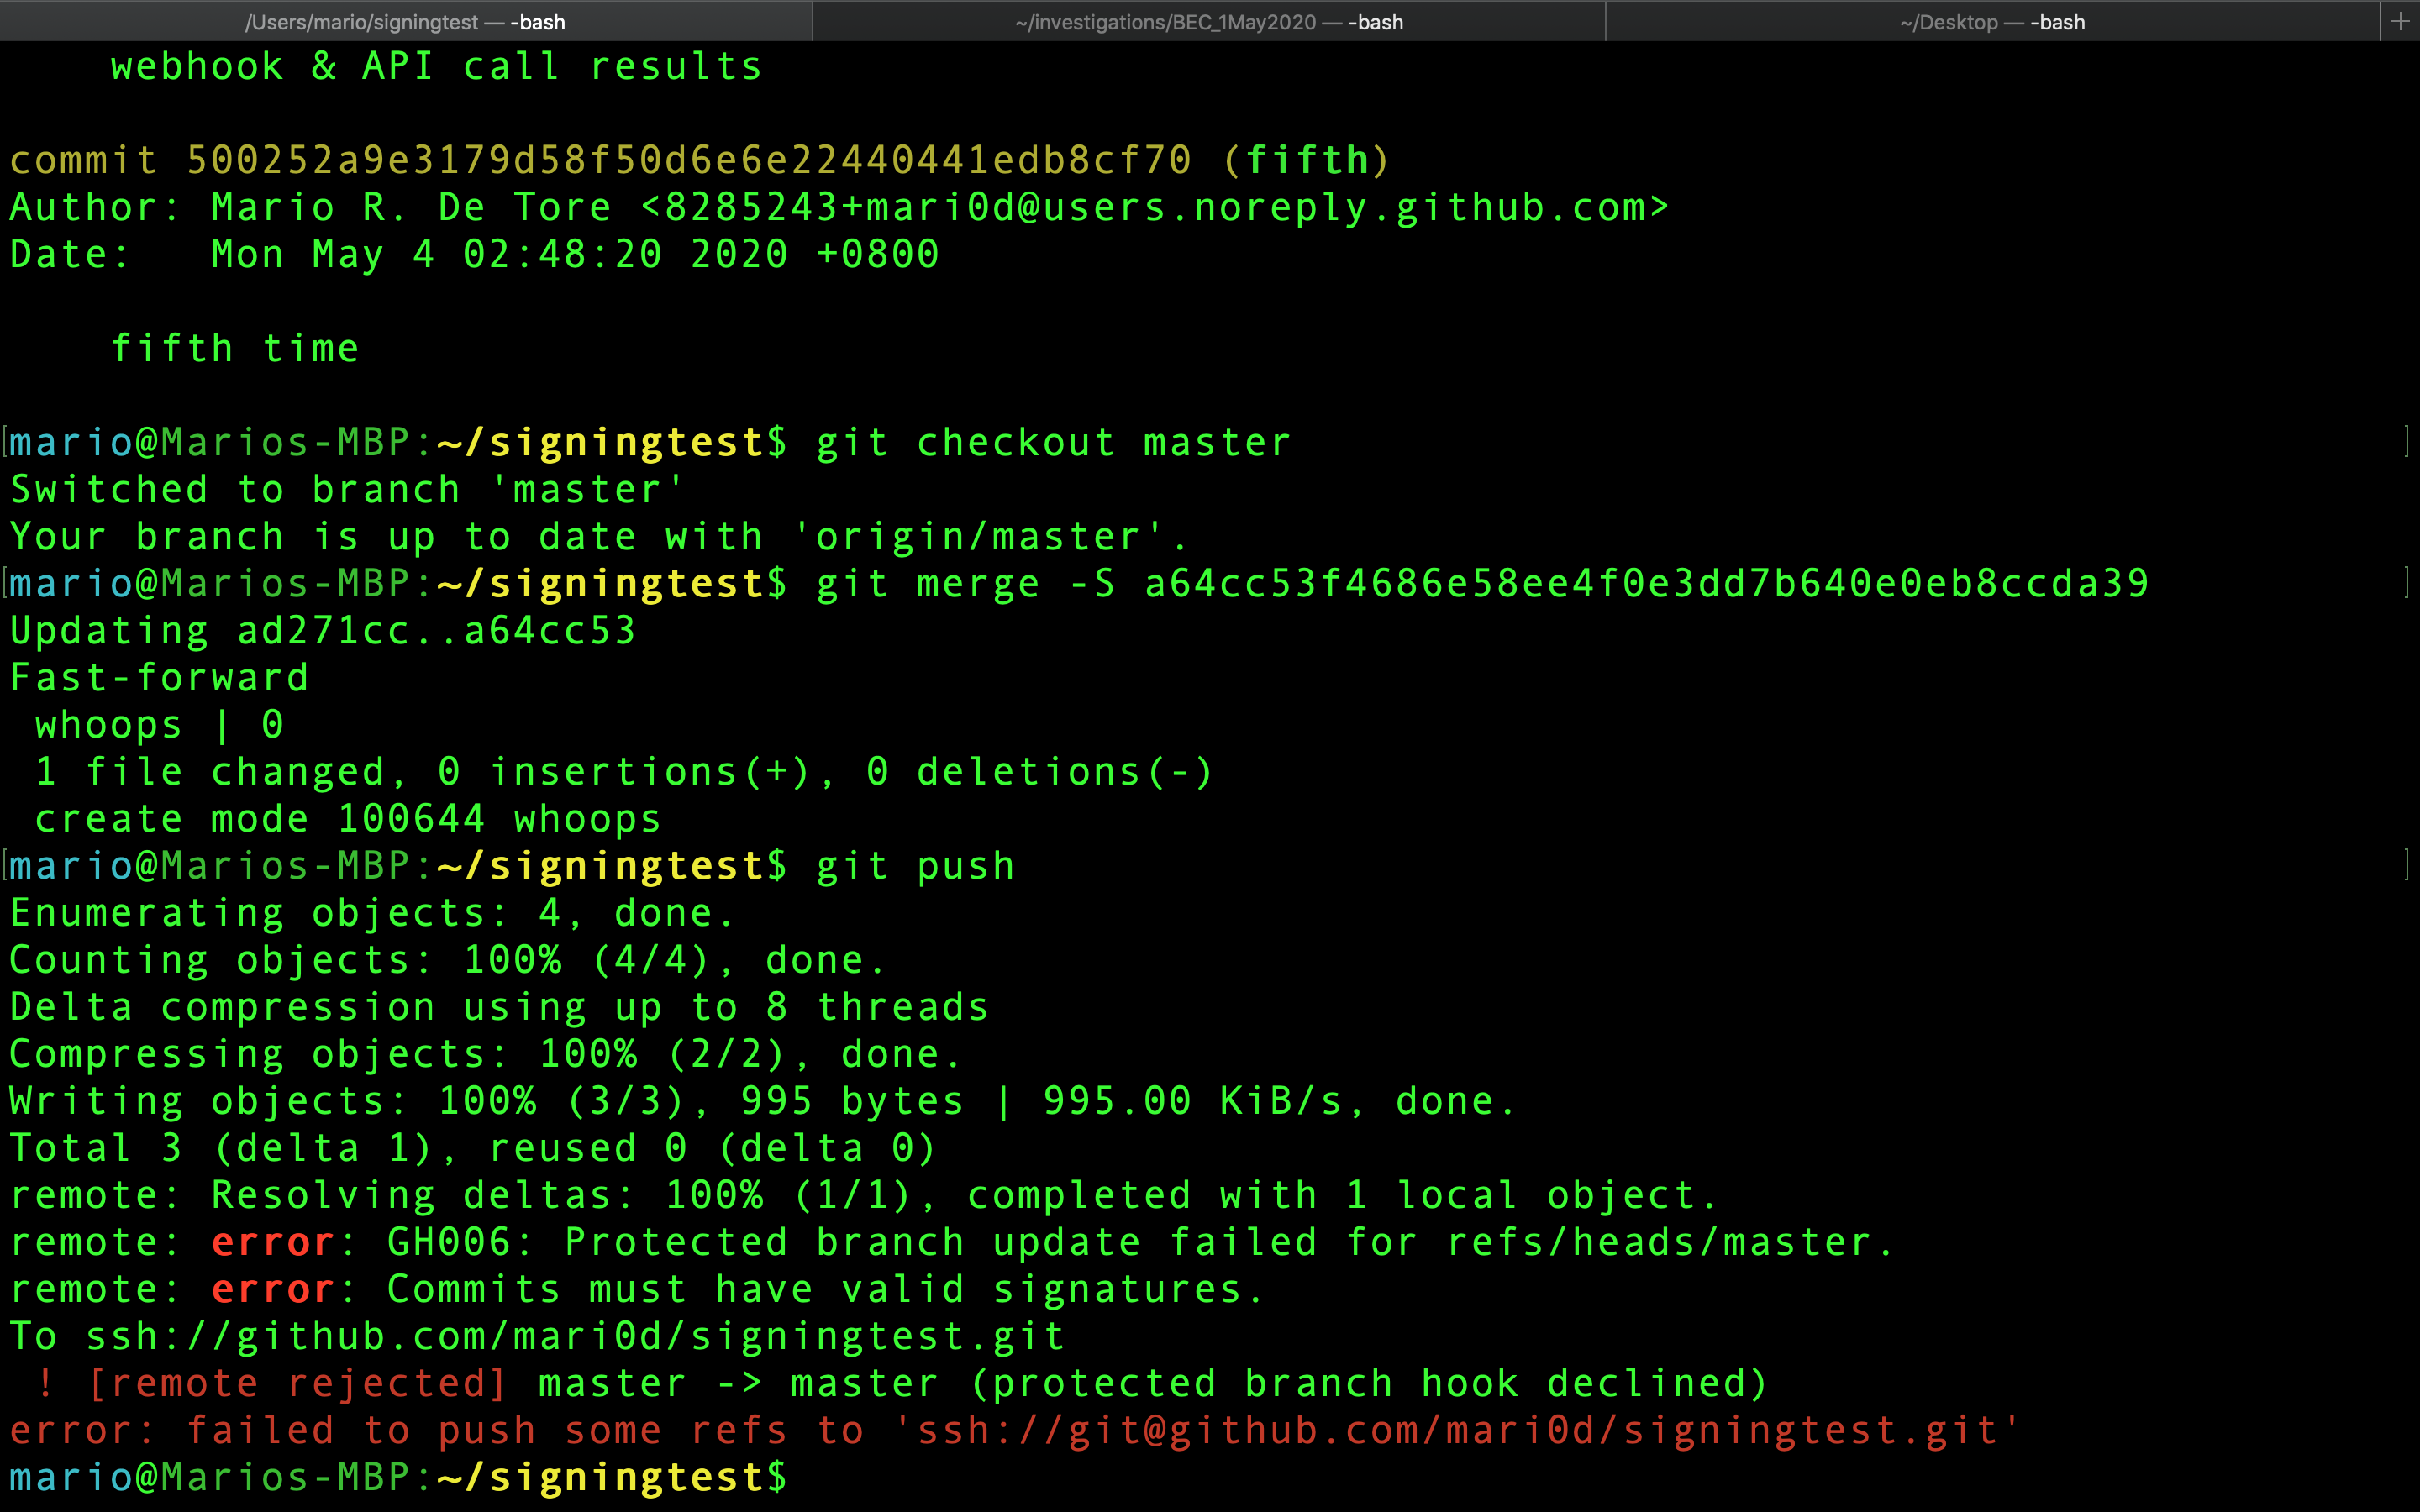 /Users/mario/signingtest — -bash
~/investigations/BEC_1May2020 — -bash
~/Desktop — -bash
+
webhook & API call results
commit 500252a9e3179d58f50d6e6e22440441edb8cf70 (fifth)
Author: Mario R. De Tore <8285243+mari0d@users.noreply.github.com>
Date:   Mon May 4 02:48:20 2020 +0800
fifth time
[mario@Marios-MBP:~/signingtest$ git checkout master ]
Switched to branch 'master'
Your branch is up to date with 'origin/master'.
[mario@Marios-MBP:~/signingtest$ git merge -S a64cc53f4686e58ee4f0e3dd7b640e0eb8ccda39 ]
Updating ad271cc..a64cc53
Fast-forward
 whoops | 0
 1 file changed, 0 insertions(+), 0 deletions(-)
 create mode 100644 whoops
[mario@Marios-MBP:~/signingtest$ git push ]
Enumerating objects: 4, done.
Counting objects: 100% (4/4), done.
Delta compression using up to 8 threads
Compressing objects: 100% (2/2), done.
Writing objects: 100% (3/3), 995 bytes | 995.00 KiB/s, done.
Total 3 (delta 1), reused 0 (delta 0)
remote: Resolving deltas: 100% (1/1), completed with 1 local object.
remote: error: GH006: Protected branch update failed for refs/heads/master.
remote: error: Commits must have valid signatures.
To ssh://github.com/mari0d/signingtest.git
 ! [remote rejected] master -> master (protected branch hook declined)
error: failed to push some refs to 'ssh://git@github.com/mari0d/signingtest.git'
mario@Marios-MBP:~/signingtest$